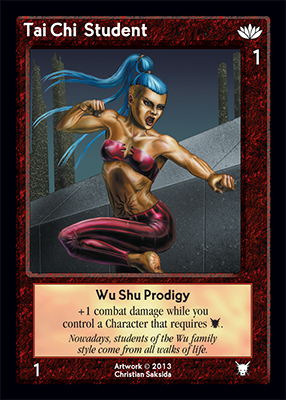 Tai Chi Student
1
Wu Shu Prodigy
+1 combat damage while you
control a Character that requires .
Nowadays, students of the Wu family
style come from all walks of life.
1
Artwork © 2013
Christian Saksida